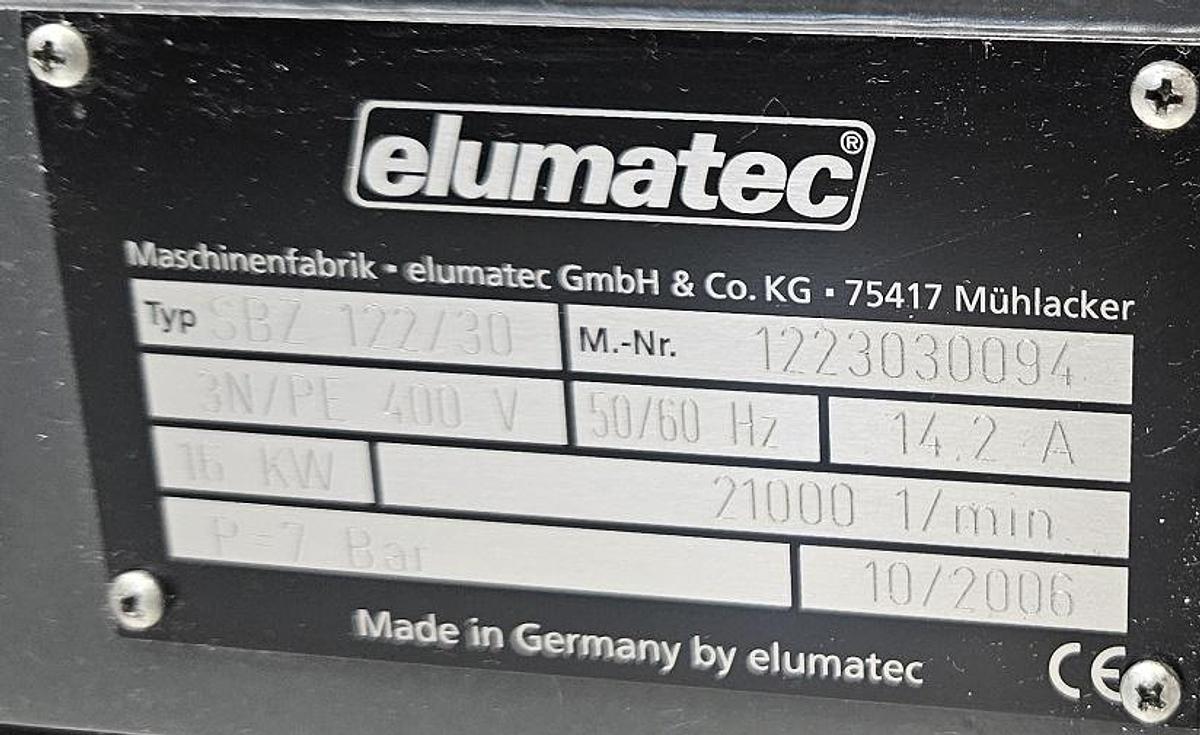 elumatec®
Maschinenfabrik · elumatec GmbH & Co. KG · 75417 Mühlacker
Typ SBZ 122/30 M.-Nr. 1223030094
3N/PE 400 V 50/60 Hz 14.2 A
16 KW 21000 1/min
P=7 Bar 10/2006
Made in Germany by elumatec CE